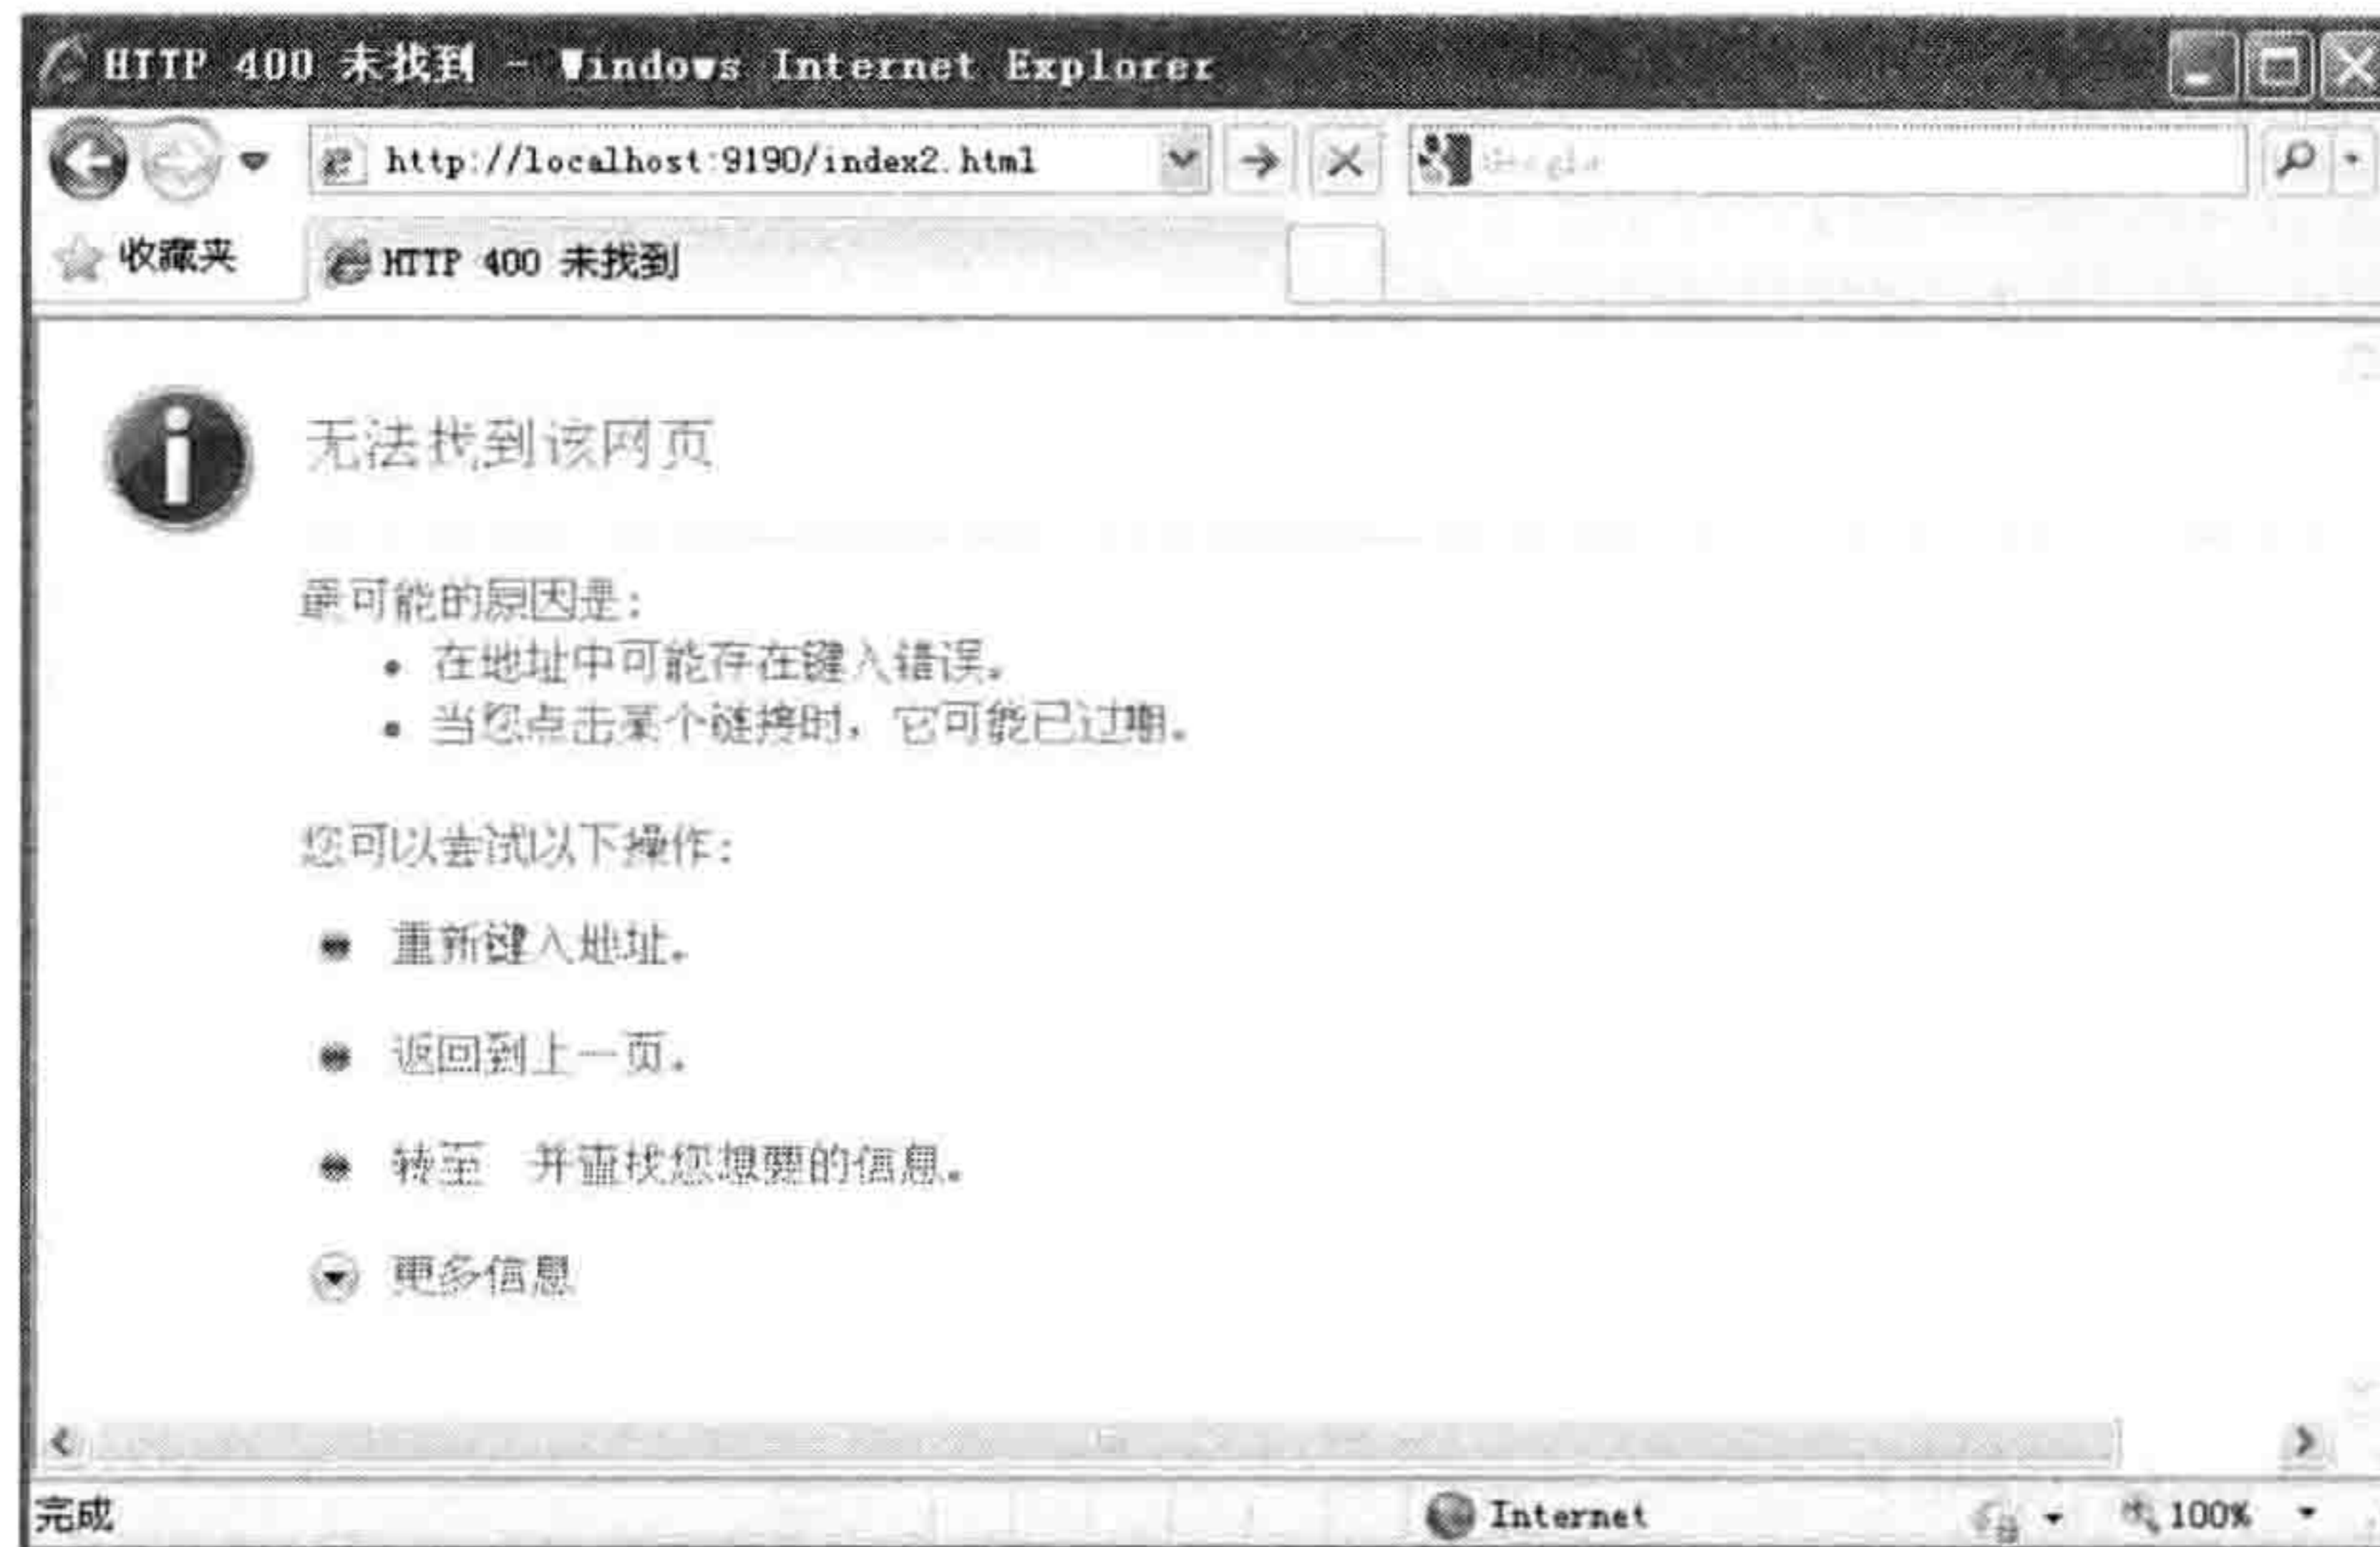 HTTP 400 未找到 - Windows Internet Explorer
http://localhost:9190/index2.html
Google
收藏夹
HTTP 400 未找到
无法找到该网页
最可能的原因是:
• 在地址中可能存在键入错误。
• 当您点击某个链接时，它可能已过期。
您可以尝试以下操作:
重新键入地址。
返回到上一页。
转至 并查找您想要的信息。
更多信息
完成
Internet
100%